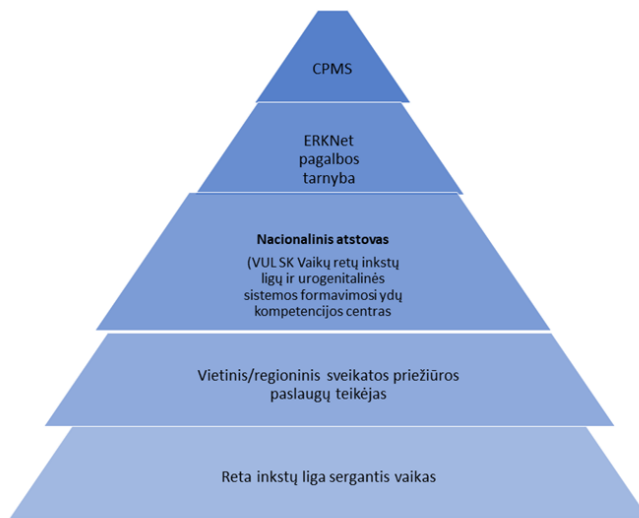 CPMS
ERKNet
pagalbos
tarnyba
Nacionalinis atstovas
(VUL SK Vaikų retų inkstų
ligų ir urogenitalinės
sistemos formavimosi ydų
kompetencijos centras
Vietinis/regioninis sveikatos priežiūros
paslaugų teikėjas
Reta inkstų liga sergantis vaikas